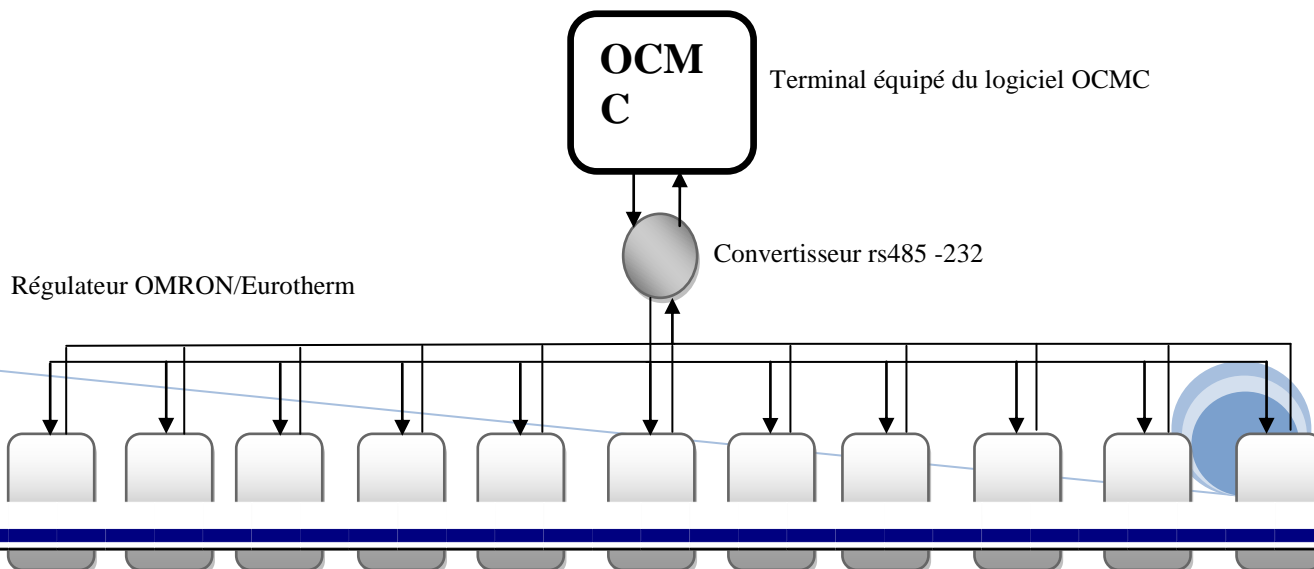 OCM
C
Terminal équipé du logiciel OCMC
Convertisseur rs485 -232
Régulateur OMRON/Eurotherm